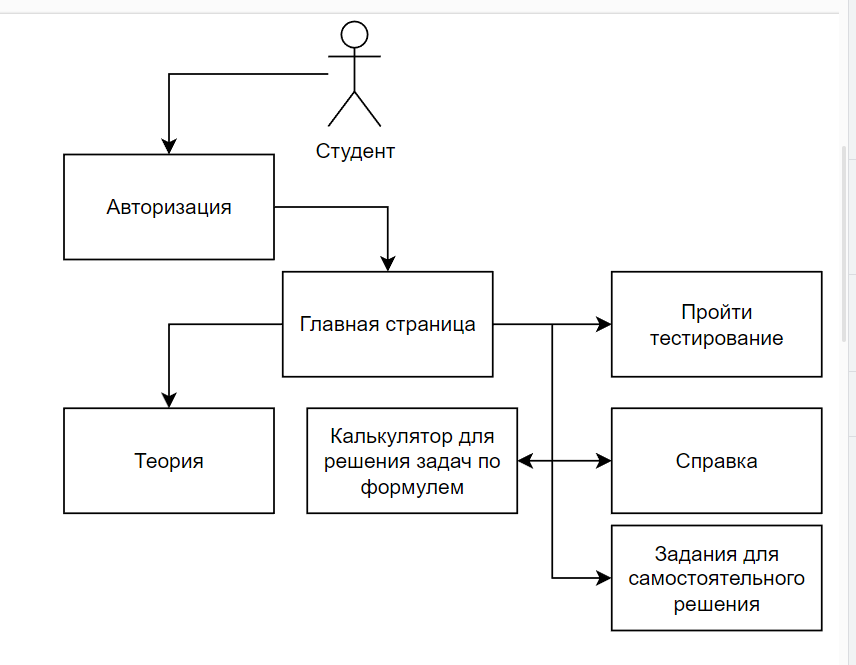 Студент
Авторизация
Главная страница
Пройти
тестирование
Теория
Калькулятор для
решения задач по
формулем
Справка
Задания для
самостоятельного
решения